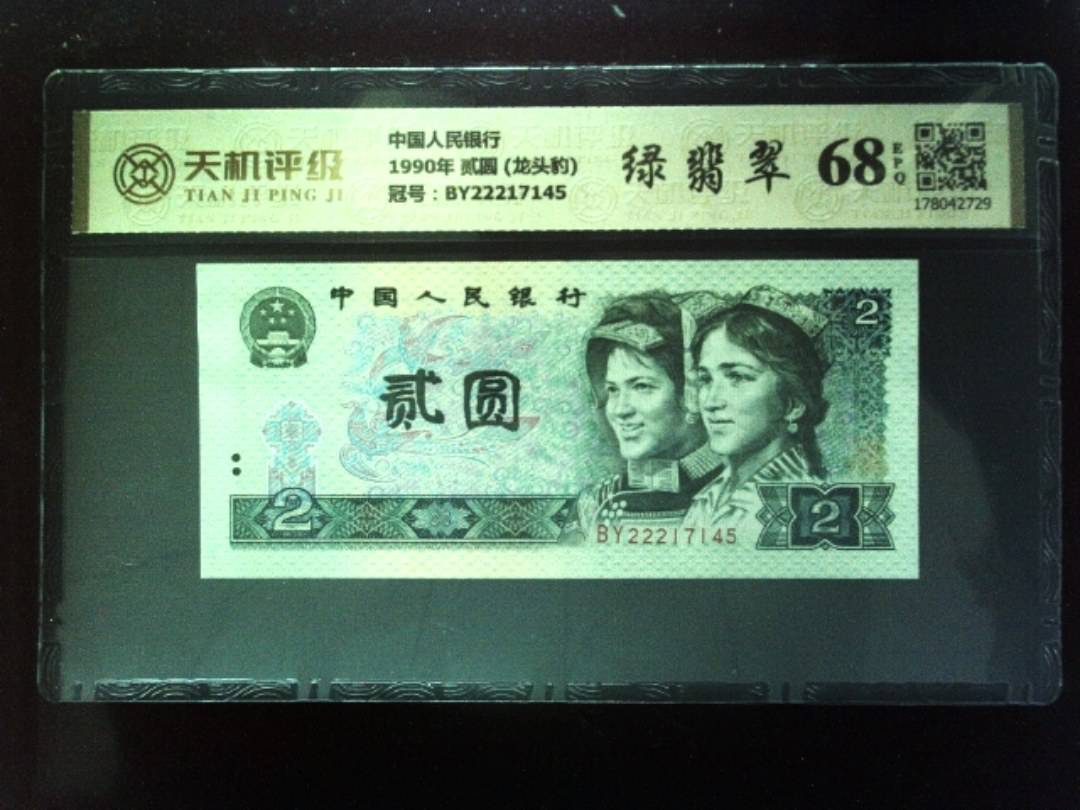 天机评级
TIAN JI PING JI
中国人民银行
1990年 贰圆 (龙头豹)
冠号：BY22217145
绿翡翠
68
EPQ
178042729
中国人民银行
2
贰圆
2
BY22217145
2